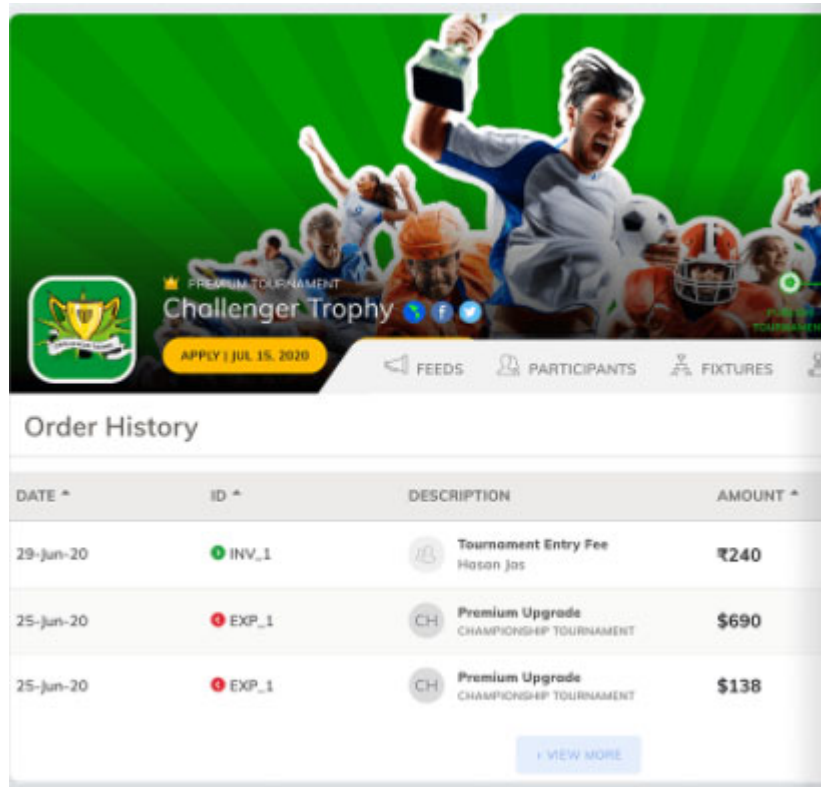 PREMIUM TOURNAMENT
Challenger Trophy
APPLY | JUL 15, 2020
FEEDS PARTICIPANTS FIXTURES
Order History
DATE ID DESCRIPTION AMOUNT
29-Jun-20 INV_1 Tournament Entry Fee ₹240
Hasan Jas
25-Jun-20 EXP_1 CH Premium Upgrade $690
CHAMPIONSHIP TOURNAMENT
25-Jun-20 EXP_1 CH Premium Upgrade $138
CHAMPIONSHIP TOURNAMENT
VIEW MORE